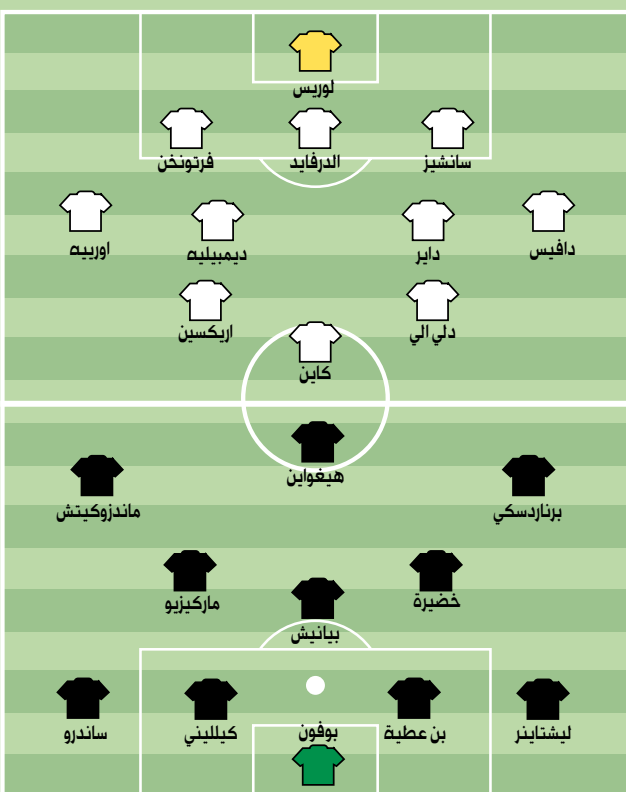 لوريس
سانشيز
الدرفايد
فرتونخن
دافيس
داير
ديمبيليه
اورييه
دلي الي
اريكسين
كاين
هيغواين
برناردسكي
ماندزوكيتش
خضيرة
ماركيزيو
بيانيش
ليشتاينر
بن عطية
بوفون
كيلليني
ساندرو